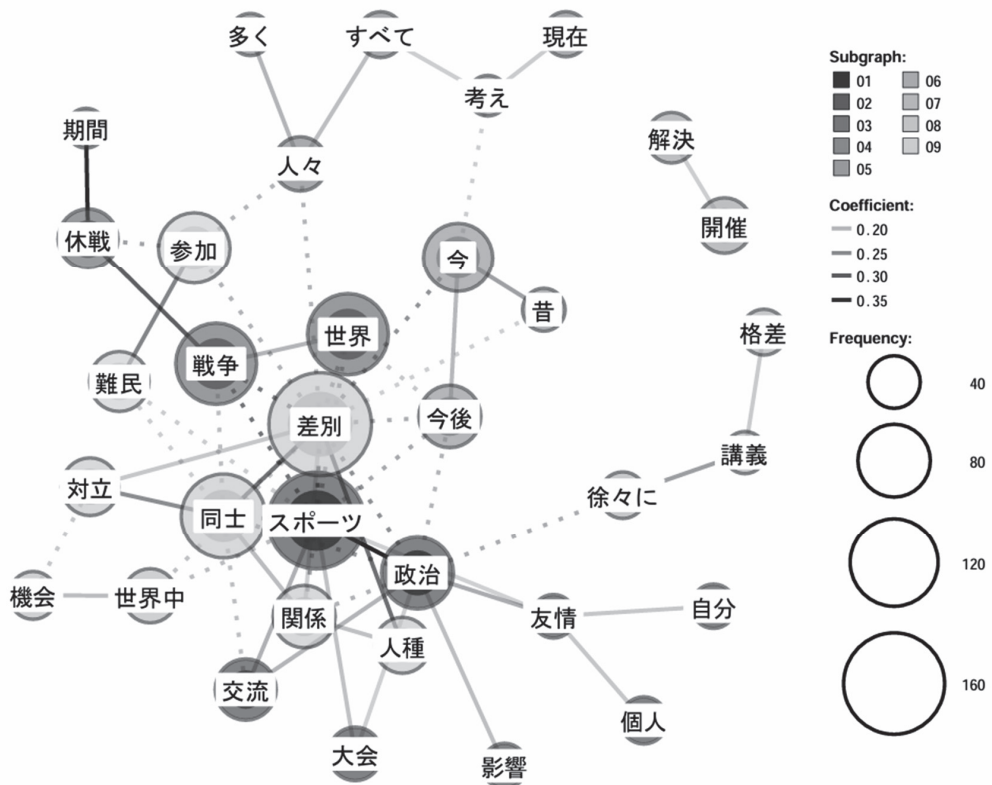 多く
すべて
現在
考え
期間
人々
解決
開催
休戦
参加
今
昔
世界
戦争
難民
格差
差別
今後
講義
対立
同士
スポーツ
徐々に
政治
機会
世界中
関係
友情
自分
人種
交流
個人
大会
影響
Subgraph:
01
02
03
04
05
06
07
08
09
Coefficient:
0.20
0.25
0.30
0.35
Frequency:
40
80
120
160